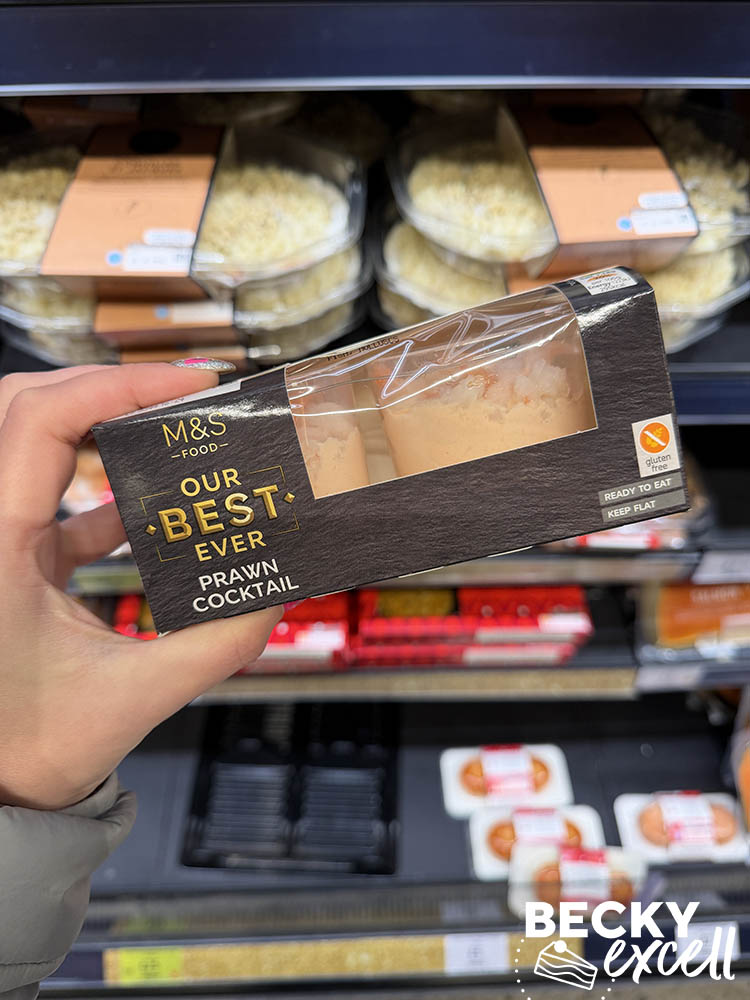 M&S
FOOD
OUR
BEST
EVER
PRAWN
COCKTAIL
gluten
free
READY TO EAT
KEEP FLAT
BECKY
excell